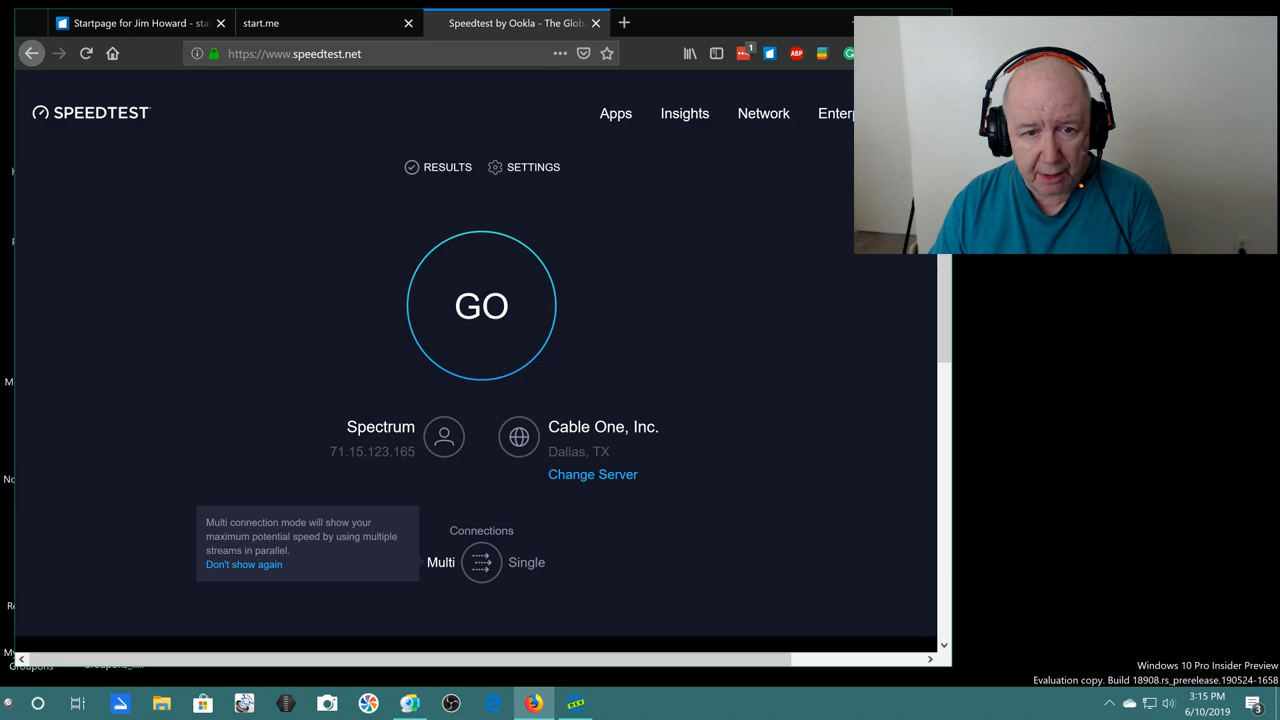 Startpage for Jim Howard - sta
start.me
Speedtest by Ookla - The Glob
https://www.speedtest.net
1
ABP
SPEEDTEST
Apps
Insights
Network
Enterp
RESULTS
SETTINGS
GO
Spectrum
71.15.123.165
Cable One, Inc.
Dallas, TX
Change Server
Multi connection mode will show your
maximum potential speed by using multiple
streams in parallel.
Don't show again
Connections
Multi
Single
Windows 10 Pro Insider Preview
Evaluation copy. Build 18908.rs_prerelease.190524-1658
3:15 PM
6/10/2019
3